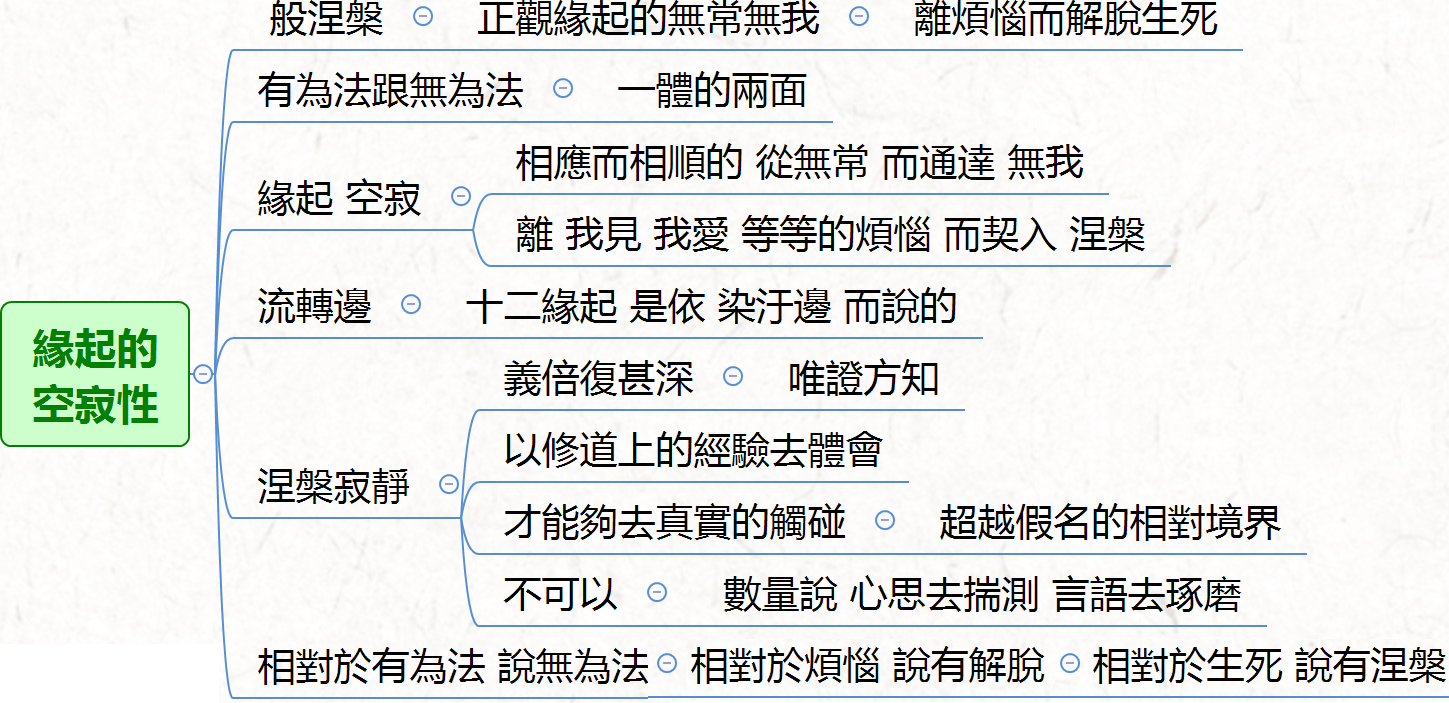 般涅槃 正觀緣起的無常無我 離煩惱而解脫生死
有為法跟無為法 一體的兩面
相應而相順的 從無常 而通達 無我
緣起 空寂
離 我見 我愛 等等的煩惱 而契入 涅槃
流轉邊 十二緣起 是依 染汙邊 而說的
緣起的
空寂性
義倍復甚深 唯證方知
以修道上的經驗去體會
涅槃寂靜
才能夠去真實的觸碰 超越假名的相對境界
不可以 數量說 心思去揣測 言語去琢磨
相對於有為法 說無為法 相對於煩惱 說有解脫 相對於生死 說有涅槃